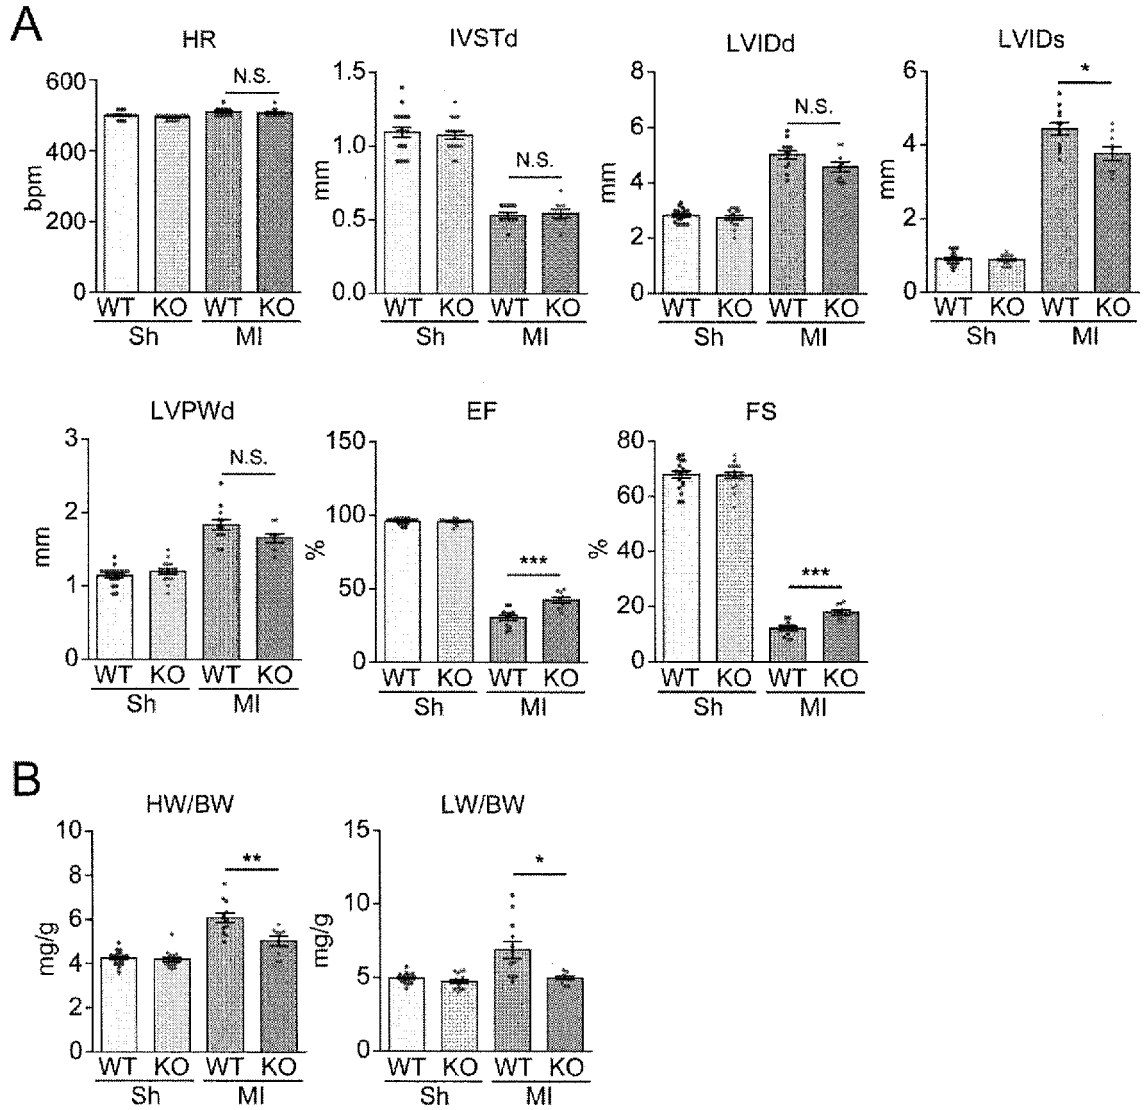 A
HR
bpm
600
400
200
0
N.S.
WT KO WT KO
Sh MI
IVSTd
mm
1.5
1.0
0.5
0.0
N.S.
WT KO WT KO
Sh MI
LVIDd
mm
8
6
4
2
0
N.S.
WT KO WT KO
Sh MI
LVIDs
mm
6
4
2
0
*
WT KO WT KO
Sh MI
LVPWd
mm
3
2
1
0
N.S.
WT KO WT KO
Sh MI
EF
%
150
100
50
0
***
WT KO WT KO
Sh MI
FS
%
80
60
40
20
0
***
WT KO WT KO
Sh MI
B
HW/BW
mg/g
10
8
6
4
2
0
**
WT KO WT KO
Sh MI
LW/BW
mg/g
15
10
5
0
*
WT KO WT KO
Sh MI